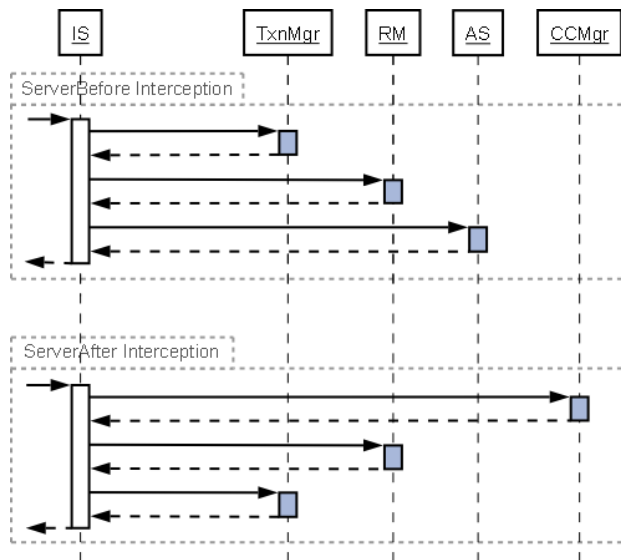 IS TxnMgr RM AS CCMgr
ServerBefore Interception
ServerAfter Interception